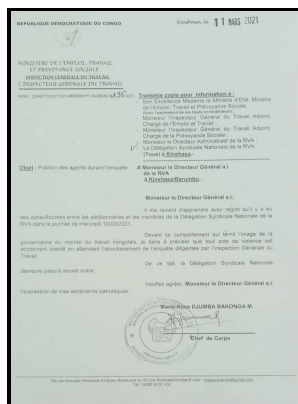 REPUBLIQUE DEMOCRATIQUE DU CONGO
Kinshasa, le 11 MARS 2021
MINISTERE DE L'EMPLOI, TRAVAIL
ET PREVOYANCE SOCIALE
INSPECTION GENERALE DU TRAVAIL
L'INSPECTEUR GENERALE DU TRAVAIL
Transmis copie pour information à :
- Son Excellence Madame la Ministre d'Etat, Ministre
de l'Emploi, Travail et Prévoyance Sociale
- Monsieur l'Inspecteur Général du Travail Adjoint,
Chargé de l'Emploi et Travail ;
- Monsieur l'Inspecteur Général du Travail Adjoint,
Chargé de la Prévoyance Sociale ;
- Monsieur le Directeur Administratif de la RVA ;
- La Délégation Syndicale Nationale de la RVA.
(Tous) à Kinshasa.-
Objet : Position des agents durant l'enquête
A Monsieur le Directeur Général a.i
de la RVA
à Kinshasa/Barumbu.-
Monsieur le Directeur Général a.i,
Il me revient d'apprendre avec regret qu'il y a eu
des échauffourées entre les pétitionnaires et les membres de la Délégation Syndicale Nationale de la
RVA dans la journée de mercredi 10/03/2021.
Devant ce comportement qui ternit l'image de la
gouvernance du monde du travail congolais, je tiens à préciser que tout acte de violence est
strictement interdit en attendant l'aboutissement de l'enquête diligentée par l'Inspection Générale du
Travail.
De ce fait, la Délégation Syndicale Nationale
demeure jusqu'à nouvel ordre.
Veuillez agréer, Monsieur le Directeur Général a.i,
l'expression de mes sentiments patriotiques.
Marie-Rose DJUMBA BAKONGA M.
Chef de Corps